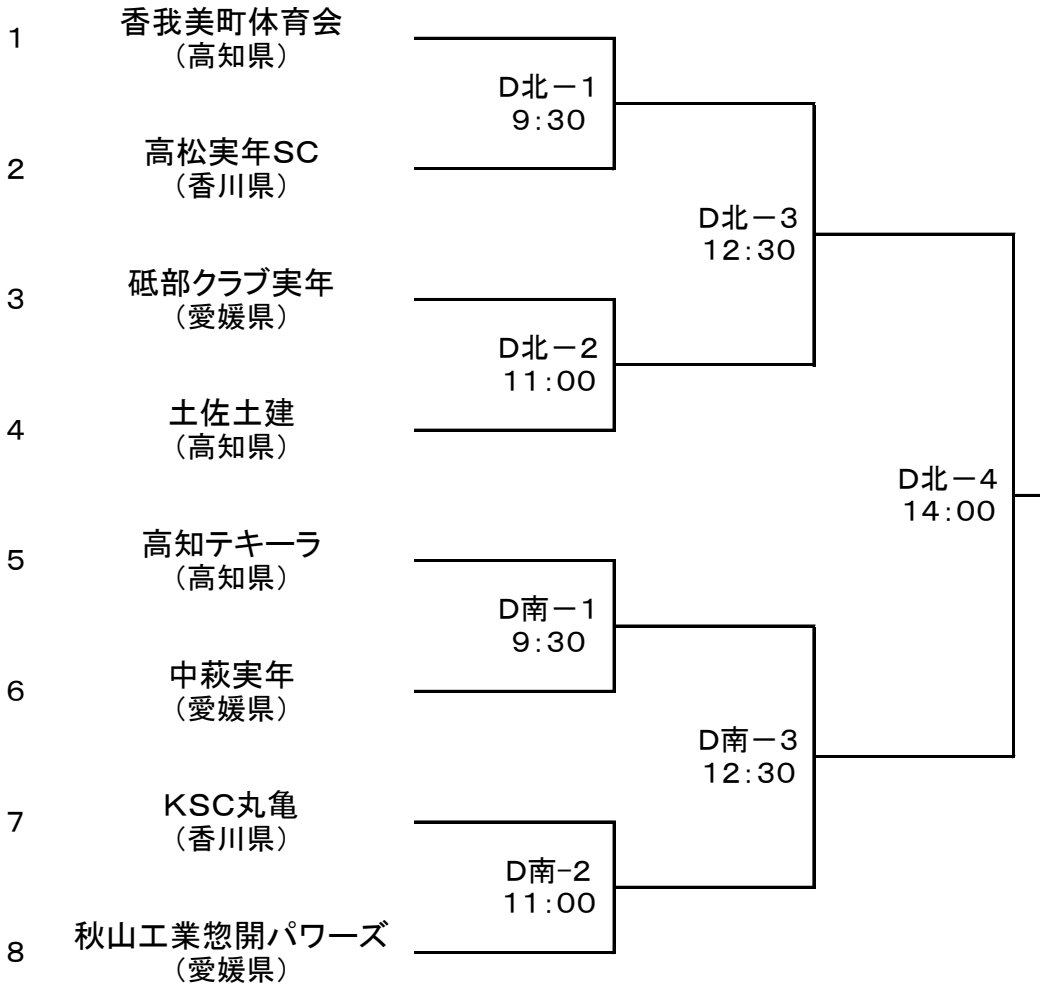 1
香我美町体育会
（高知県）
D北－1
9：30
2
高松実年SC
（香川県）
D北－3
12：30
3
砥部クラブ実年
（愛媛県）
D北－2
11：00
4
土佐土建
（高知県）
D北－4
14：00
5
高知テキーラ
（高知県）
D南－1
9：30
6
中萩実年
（愛媛県）
D南－3
12：30
7
KSC丸亀
（香川県）
D南-2
11：00
8
秋山工業惣開パワーズ
（愛媛県）